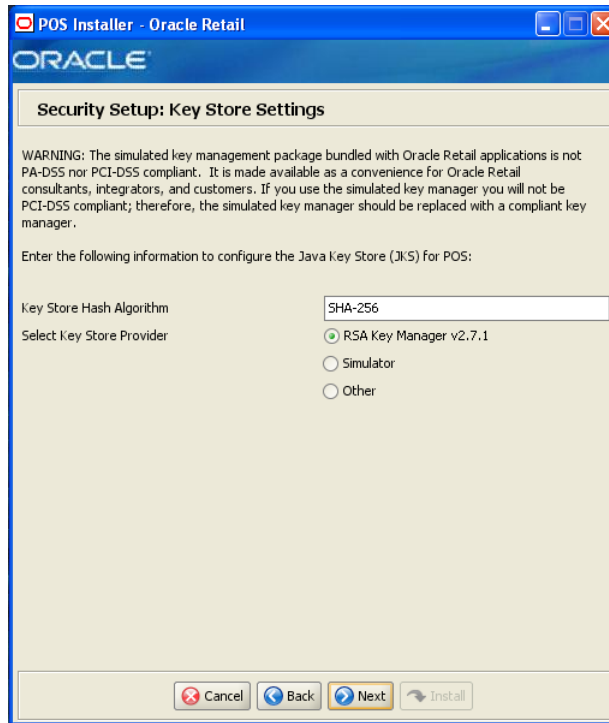 POS Installer - Oracle Retail
ORACLE
Security Setup: Key Store Settings
WARNING: The simulated key management package bundled with Oracle Retail applications is not
PA-DSS nor PCI-DSS compliant. It is made available as a convenience for Oracle Retail
consultants, integrators, and customers. If you use the simulated key manager you will not be
PCI-DSS compliant; therefore, the simulated key manager should be replaced with a compliant key
manager.
Enter the following information to configure the Java Key Store (JKS) for POS:
Key Store Hash Algorithm SHA-256
Select Key Store Provider RSA Key Manager v2.7.1
Simulator
Other
Cancel Back Next Install